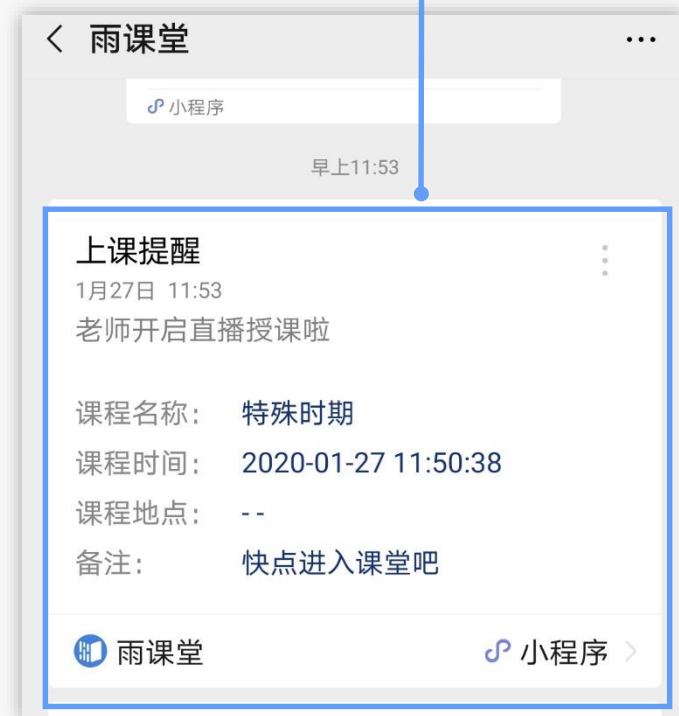 雨课堂
小程序
早上11:53
上课提醒
1月27日 11:53
老师开启直播授课啦
课程名称： 特殊时期
课程时间： 2020-01-27 11:50:38
课程地点： - -
备注： 快点进入课堂吧
雨课堂 小程序